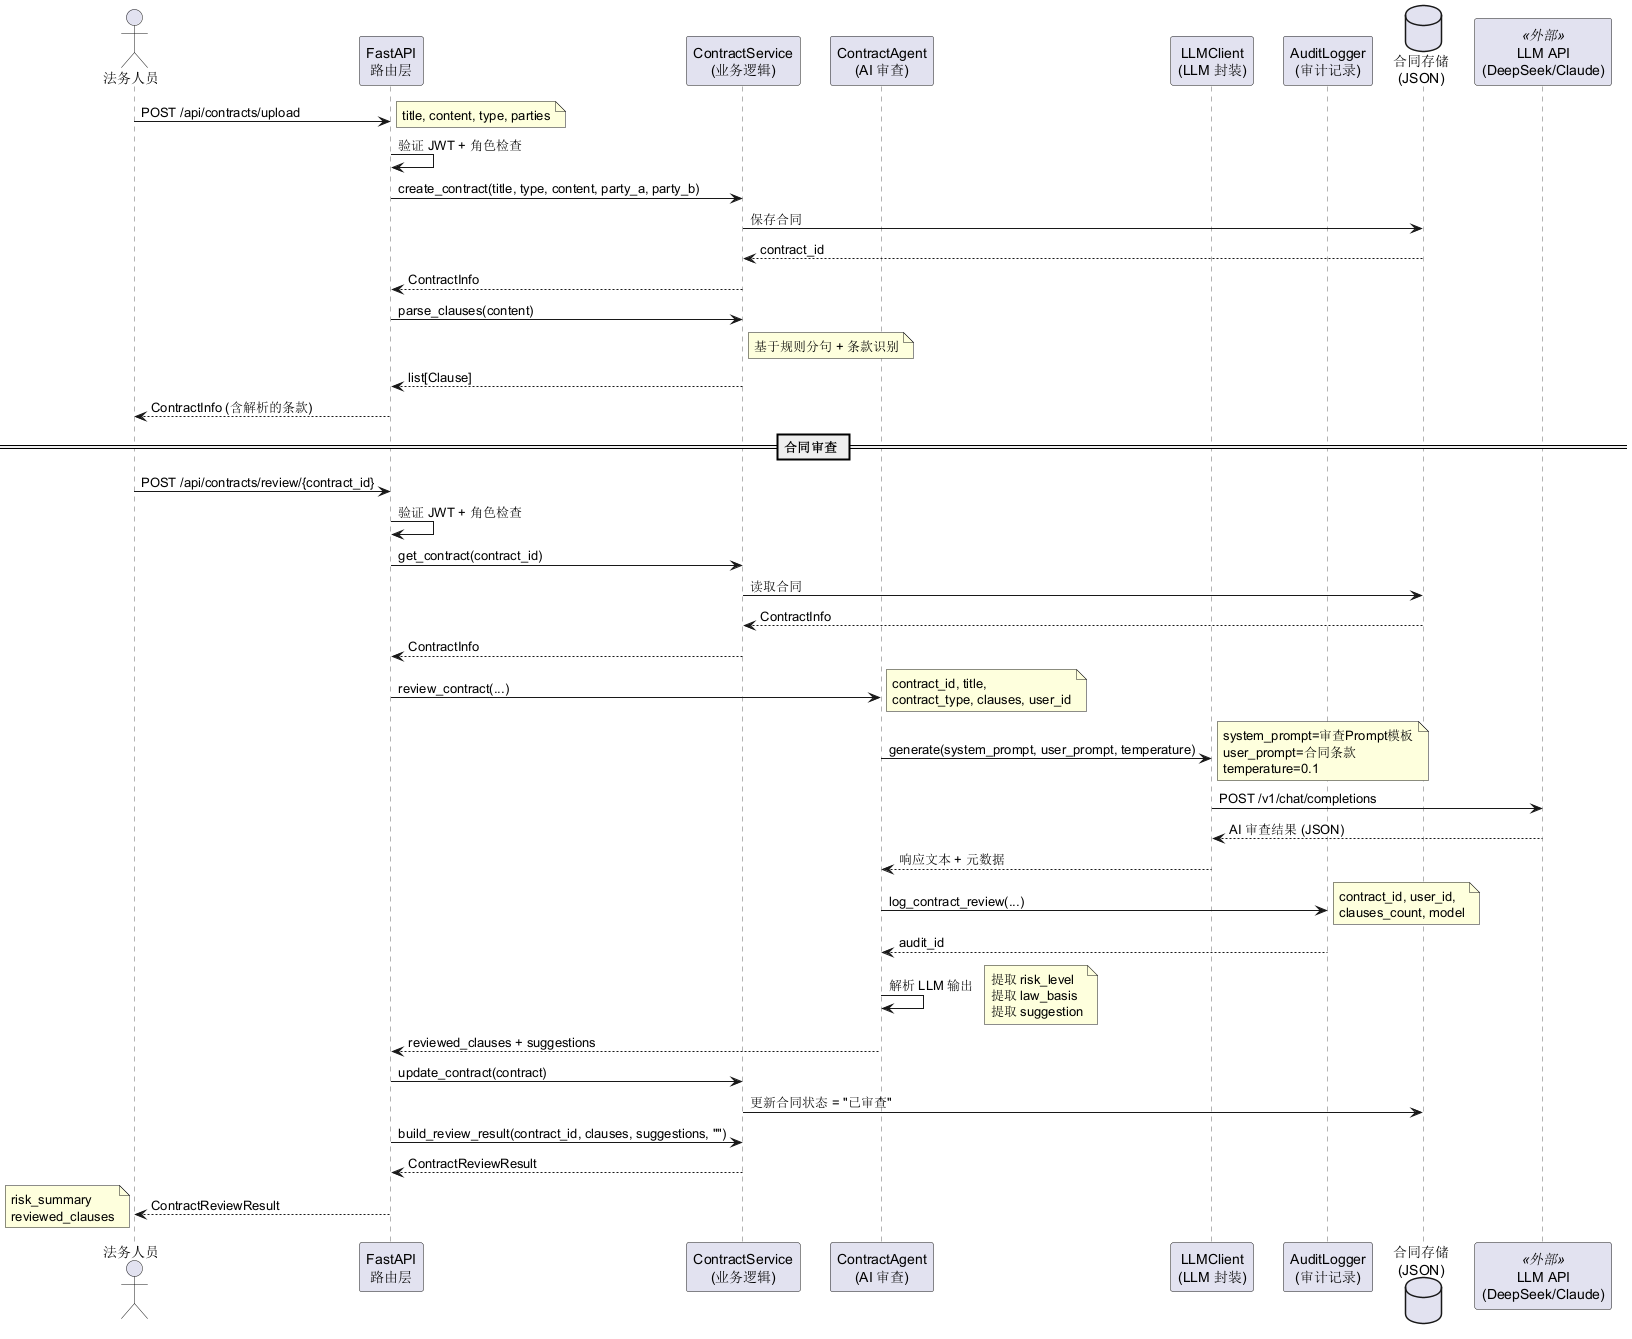 法务人员
FastAPI
路由层
ContractService
(业务逻辑)
ContractAgent
(AI 审查)
LLMClient
(LLM 封装)
AuditLogger
(审计记录)
合同存储
(JSON)
«外部»
LLM API
(DeepSeek/Claude)
POST /api/contracts/upload
title, content, type, parties
验证 JWT + 角色检查
create_contract(title, type, content, party_a, party_b)
保存合同
contract_id
ContractInfo
parse_clauses(content)
基于规则分句 + 条款识别
list[Clause]
ContractInfo (含解析的条款)
合同审查
POST /api/contracts/review/{contract_id}
验证 JWT + 角色检查
get_contract(contract_id)
读取合同
ContractInfo
ContractInfo
review_contract(...)
contract_id, title,
contract_type, clauses, user_id
generate(system_prompt, user_prompt, temperature)
system_prompt=审查Prompt模板
user_prompt=合同条款
temperature=0.1
POST /v1/chat/completions
AI 审查结果 (JSON)
响应文本 + 元数据
log_contract_review(...)
contract_id, user_id,
clauses_count, model
audit_id
解析 LLM 输出
提取 risk_level
提取 law_basis
提取 suggestion
reviewed_clauses + suggestions
update_contract(contract)
更新合同状态 = "已审查"
build_review_result(contract_id, clauses, suggestions, "")
ContractReviewResult
risk_summary
reviewed_clauses
ContractReviewResult
法务人员
FastAPI
路由层
ContractService
(业务逻辑)
ContractAgent
(AI 审查)
LLMClient
(LLM 封装)
AuditLogger
(审计记录)
合同存储
(JSON)
«外部»
LLM API
(DeepSeek/Claude)